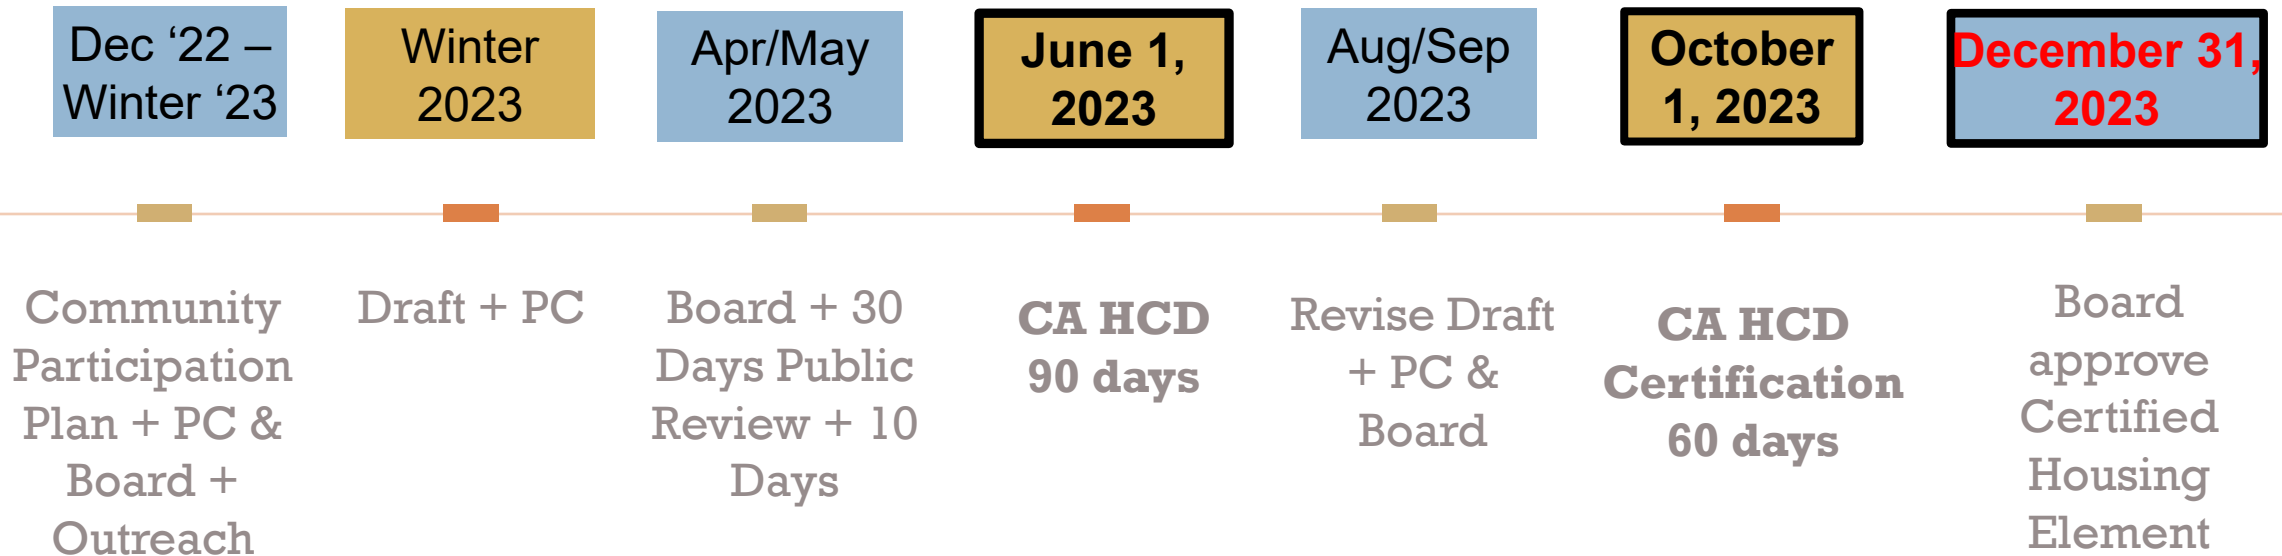 Dec ‘22 –
Winter ‘23
Winter
2023
Apr/May
2023
June 1,
2023
Aug/Sep
2023
October
1, 2023
December 31,
2023
Community
Participation
Plan + PC &
Board +
Outreach
Draft + PC
Board + 30
Days Public
Review + 10
Days
CA HCD
90 days
Revise Draft
+ PC &
Board
CA HCD
Certification
60 days
Board
approve
Certified
Housing
Element